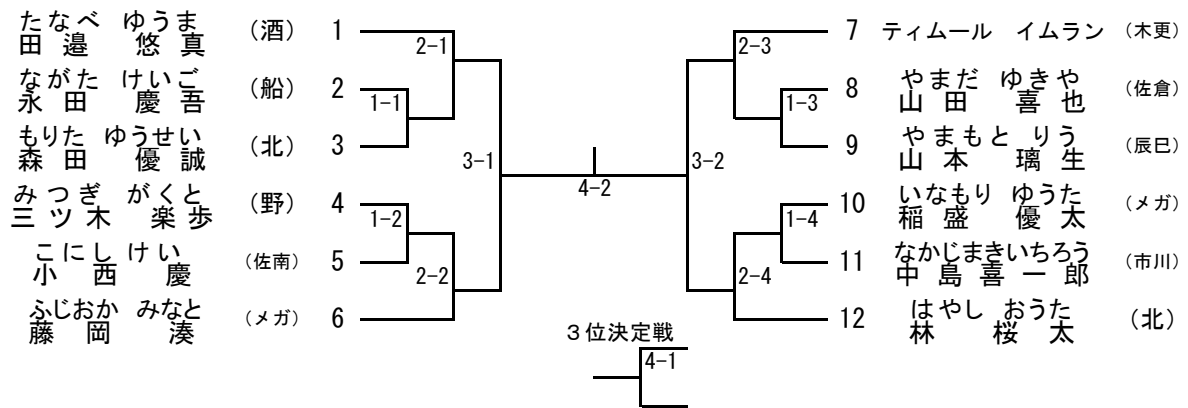 たなべ ゆうま
田邉 悠真 (酒) 1
ながた けいご
永田 慶吾 (船) 2
もりた ゆうせい
森田 優誠 (北) 3
みつぎ がくと
三ツ木 楽歩 (野) 4
こにし けい
小西 慶 (佐南) 5
ふじおか みなと
藤岡 湊 (メガ) 6
2-1
1-1
3-1
1-2
2-2
4-2
3位決定戦
4-1
2-3
1-3
3-2
1-4
2-4
7 ティムール イムラン (木更)
やまだ ゆきや
8 山田 喜也 (佐倉)
やまもと りう
9 山本 璃生 (辰巳)
いなもり ゆうた
10 稲盛 優太 (メガ)
なかじまきいちろう
11 中島喜一郎 (市川)
はやし おうた
12 林 桜太 (北)